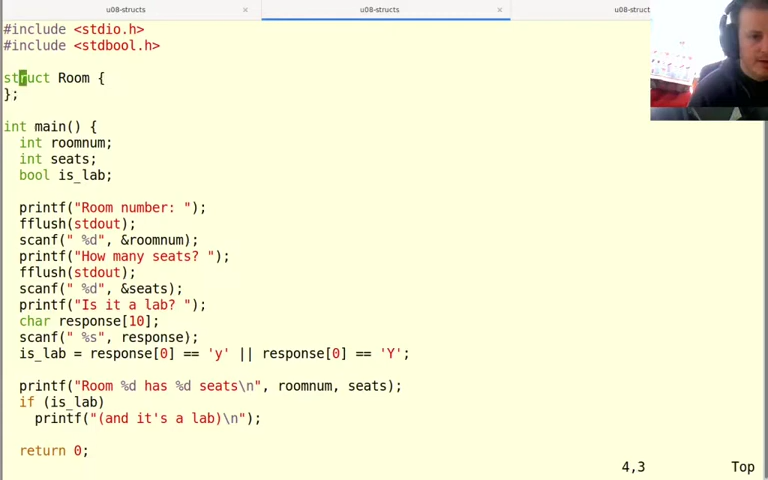 u08-structs × u08-structs × u08-struct
#include <stdio.h>
#include <stdbool.h>
struct Room {
};
int main() {
int roomnum;
int seats;
bool is_lab;
printf("Room number: ");
fflush(stdout);
scanf(" %d", &roomnum);
printf("How many seats? ");
fflush(stdout);
scanf(" %d", &seats);
printf("Is it a lab? ");
char response[10];
scanf(" %s", response);
is_lab = response[0] == 'y' || response[0] == 'Y';
printf("Room %d has %d seats\n", roomnum, seats);
if (is_lab)
printf("(and it's a lab)\n");
return 0;
4,3 Top